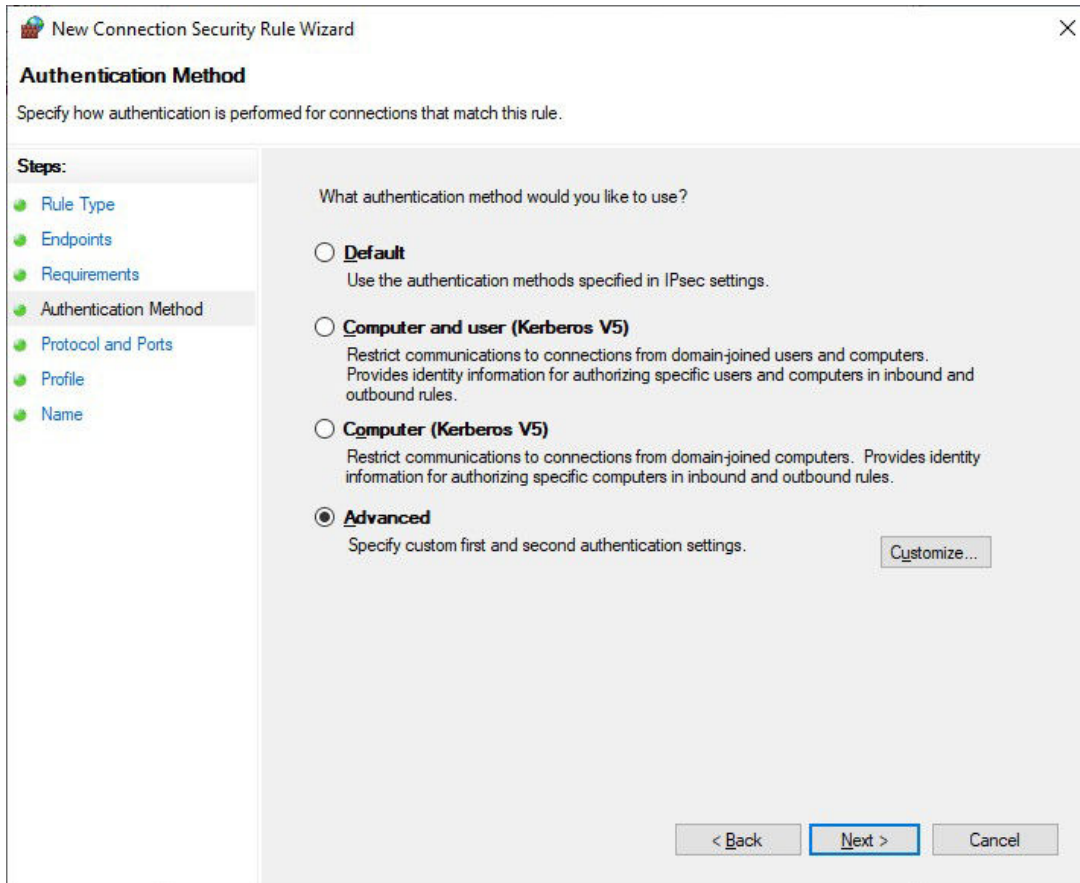 New Connection Security Rule Wizard
Authentication Method
Specify how authentication is performed for connections that match this rule.
Steps:
Rule Type
Endpoints
Requirements
Authentication Method
Protocol and Ports
Profile
Name
What authentication method would you like to use?
Default
Use the authentication methods specified in IPsec settings.
Computer and user (Kerberos V5)
Restrict communications to connections from domain-joined users and computers.
Provides identity information for authorizing specific users and computers in inbound and
outbound rules.
Computer (Kerberos V5)
Restrict communications to connections from domain-joined computers.  Provides identity
information for authorizing specific computers in inbound and outbound rules.
Advanced
Specify custom first and second authentication settings.
Customize...
< Back
Next >
Cancel